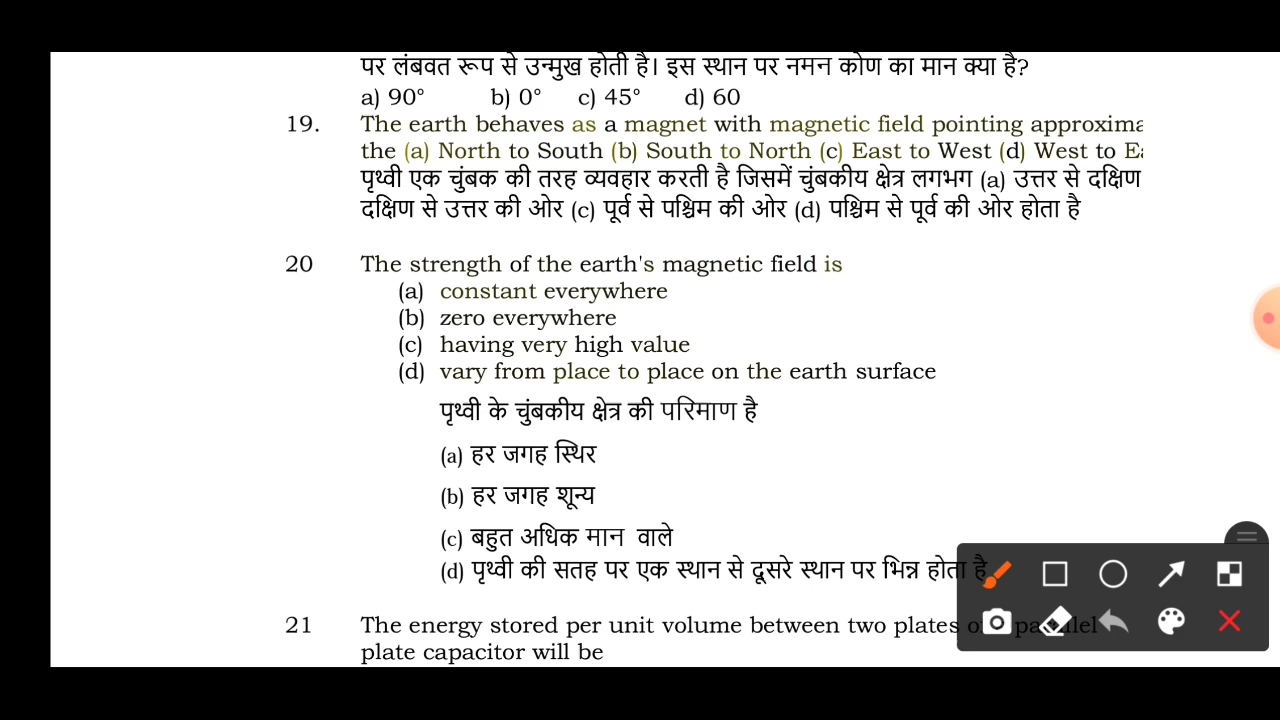 पर लंबवत रूप से उन्मुख होती है। इस स्थान पर नमन कोण का मान क्या है?
a) 90° b) 0° c) 45° d) 60
19. The earth behaves as a magnet with magnetic field pointing
the (a) North to South (b) South to North (c) East to West (d) West to
पृथ्वी एक चुंबक की तरह व्यवहार करती है जिसमें चुंबकीय क्षेत्र लगभग (a) उत्तर से दक्षिण
दक्षिण से उत्तर की ओर (c) पूर्व से पश्चिम की ओर (d) पश्चिम से पूर्व की ओर होता है
20 The strength of the earth's magnetic field is
(a) constant everywhere
(b) zero everywhere
(c) having very high value
(d) vary from place to place on the earth surface
पृथ्वी के चुंबकीय क्षेत्र की परिमाण है
(a) हर जगह स्थिर
(b) हर जगह शून्य
(c) बहुत अधिक मान वाले
(d) पृथ्वी की सतह पर एक स्थान से दूसरे स्थान पर भिन्न होता है
21 The energy stored per unit volume between two plates
plate capacitor will be